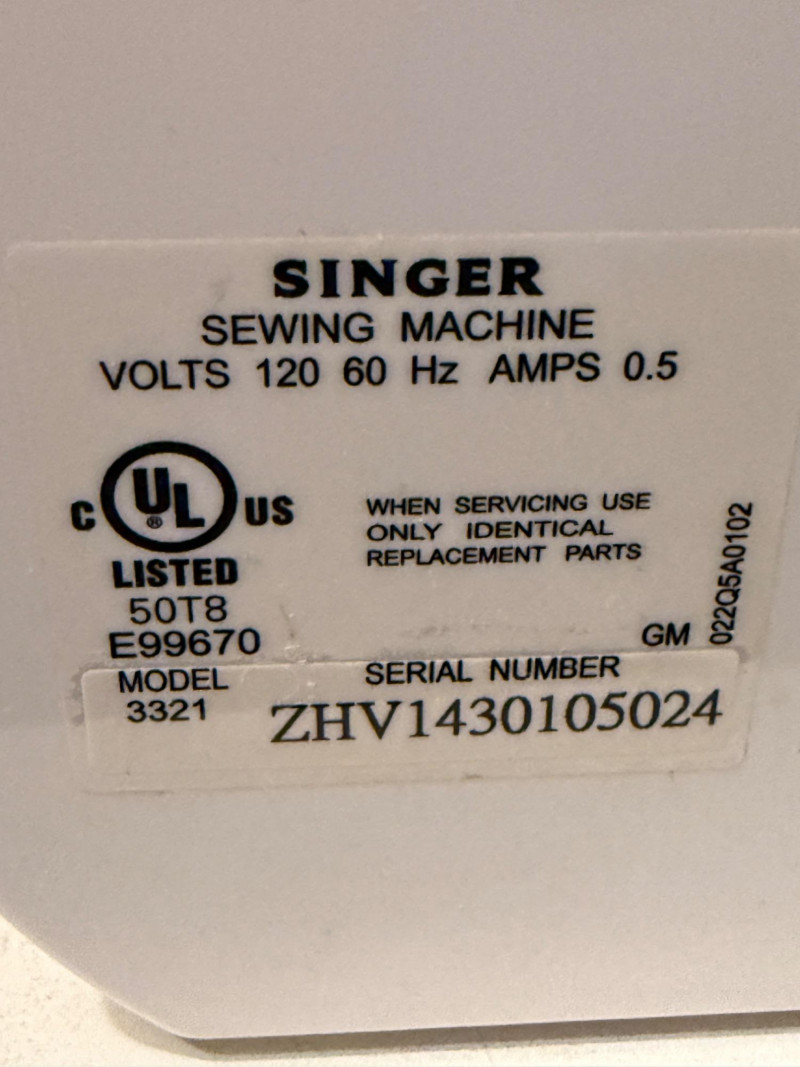 SINGER
SEWING MACHINE
VOLTS 120 60 Hz AMPS 0.5
C UL® US
LISTED
50T8
E99670
WHEN SERVICING USE
ONLY IDENTICAL
REPLACEMENT PARTS
GM
022Q5A0102
MODEL
3321
SERIAL NUMBER
ZHV1430105024